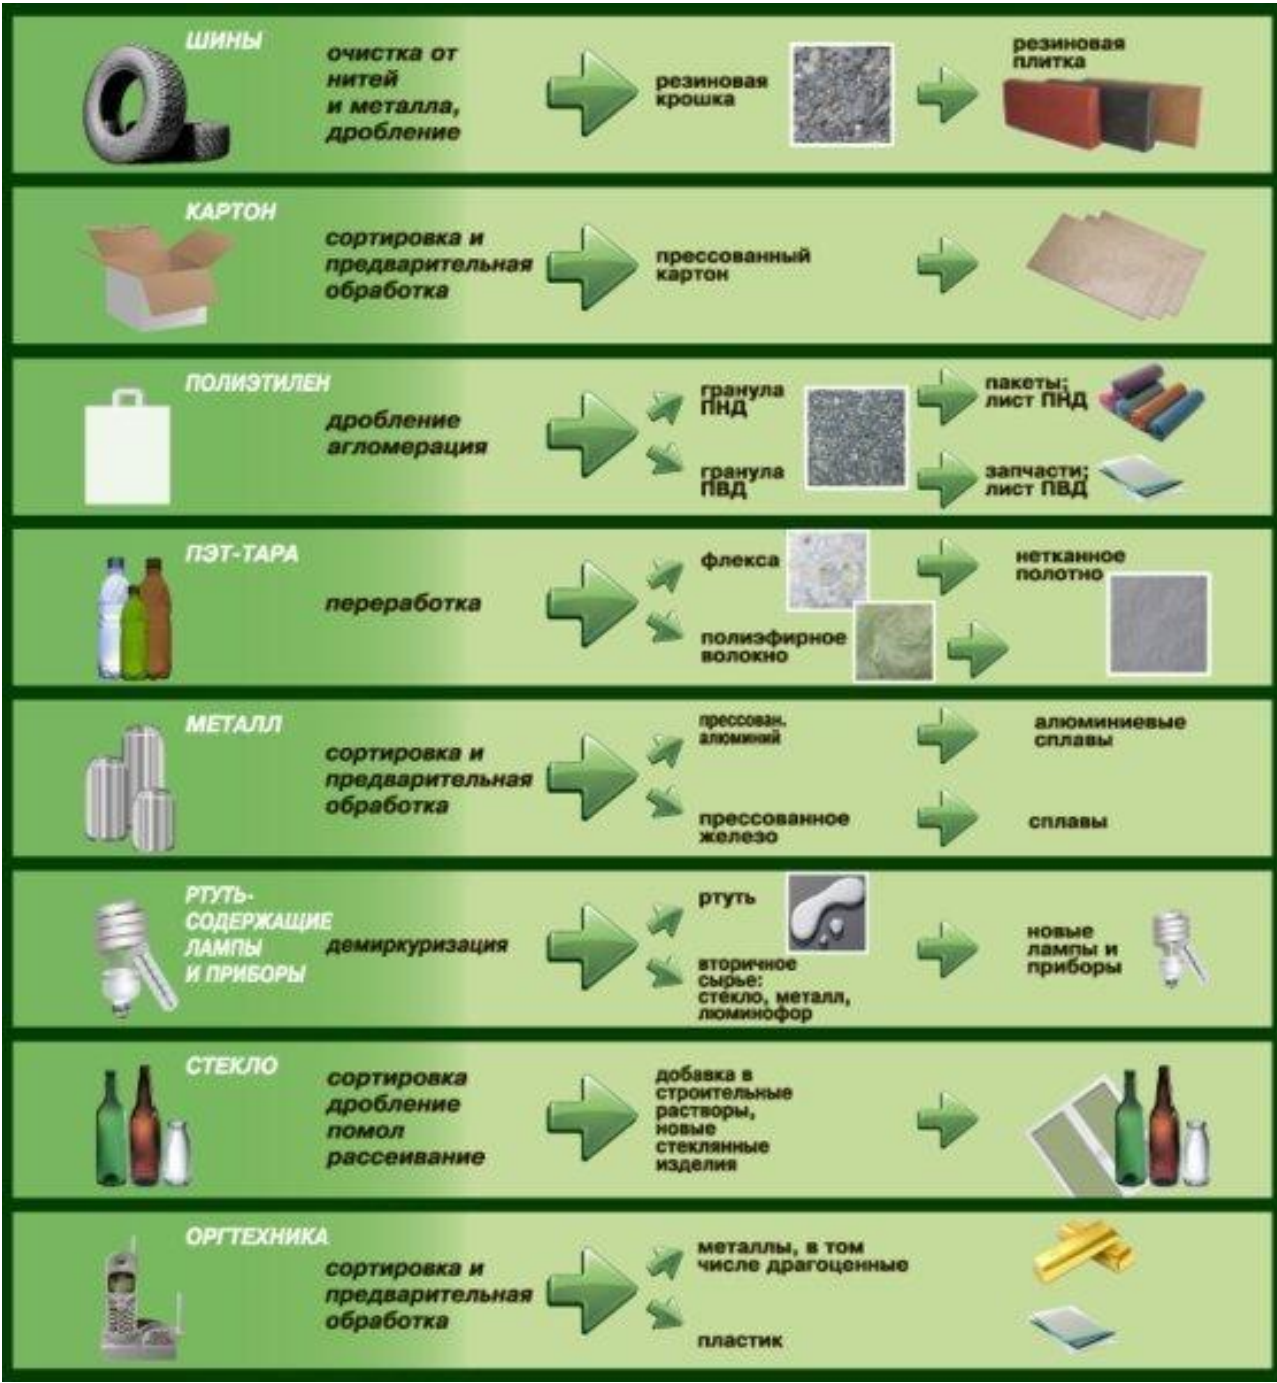 ШИНЫ
очистка от
нитей
и металла,
дробление
резиновая
крошка
резиновая
плитка
КАРТОН
сортировка и
предварительная
обработка
прессованный
картон
ПОЛИЭТИЛЕН
дробление
агломерация
гранула
ПНД
пакеты;
лист ПНД
гранула
ПВД
запчасти;
лист ПВД
ПЭТ-ТАРА
переработка
флекса
нетканное
полотно
полиэфирное
волокно
МЕТАЛЛ
сортировка и
предварительная
обработка
прессован.
алюминий
алюминиевые
сплавы
прессованное
железо
сплавы
РТУТЬ-
СОДЕРЖАЩИЕ
ЛАМПЫ
И ПРИБОРЫ
демиркуризация
ртуть
вторичное
сырье:
стекло, металл,
люминофор
новые
лампы и
приборы
СТЕКЛО
сортировка
дробление
помол
рассеивание
добавка в
строительные
растворы,
новые
стеклянные
изделия
ОРГТЕХНИКА
сортировка и
предварительная
обработка
металлы, в том
числе драгоценные
пластик